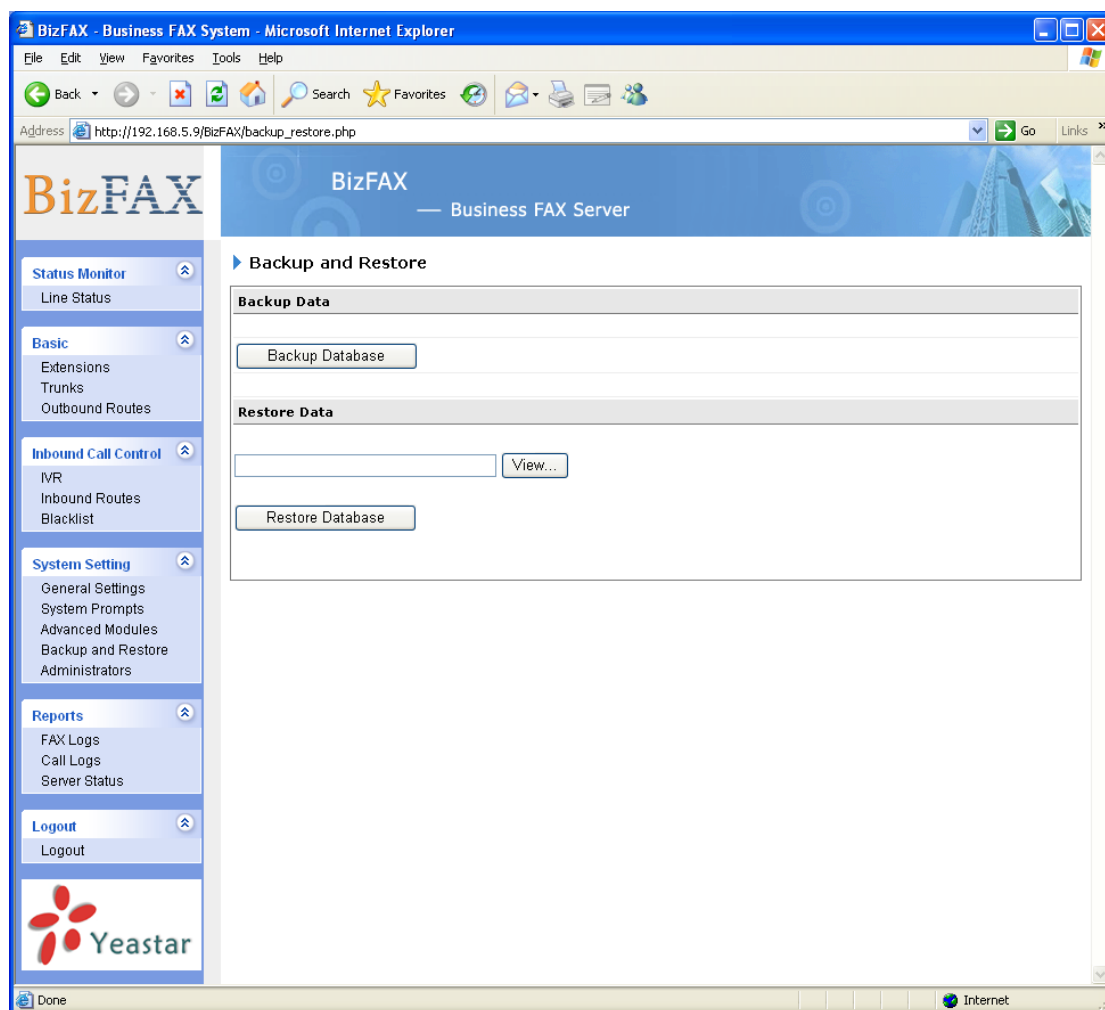 BizFAX - Business FAX System - Microsoft Internet Explorer
File Edit View Favorites Tools Help
Back Search Favorites
Address http://192.168.5.9/BizFAX/backup_restore.php Go Links »
BizFAX
BizFAX
— Business FAX Server
Status Monitor
Line Status
Basic
Extensions
Trunks
Outbound Routes
Inbound Call Control
IVR
Inbound Routes
Blacklist
System Setting
General Settings
System Prompts
Advanced Modules
Backup and Restore
Administrators
Reports
FAX Logs
Call Logs
Server Status
Logout
Logout
Yeastar
Backup and Restore
Backup Data
Backup Database
Restore Data
View...
Restore Database
Done Internet